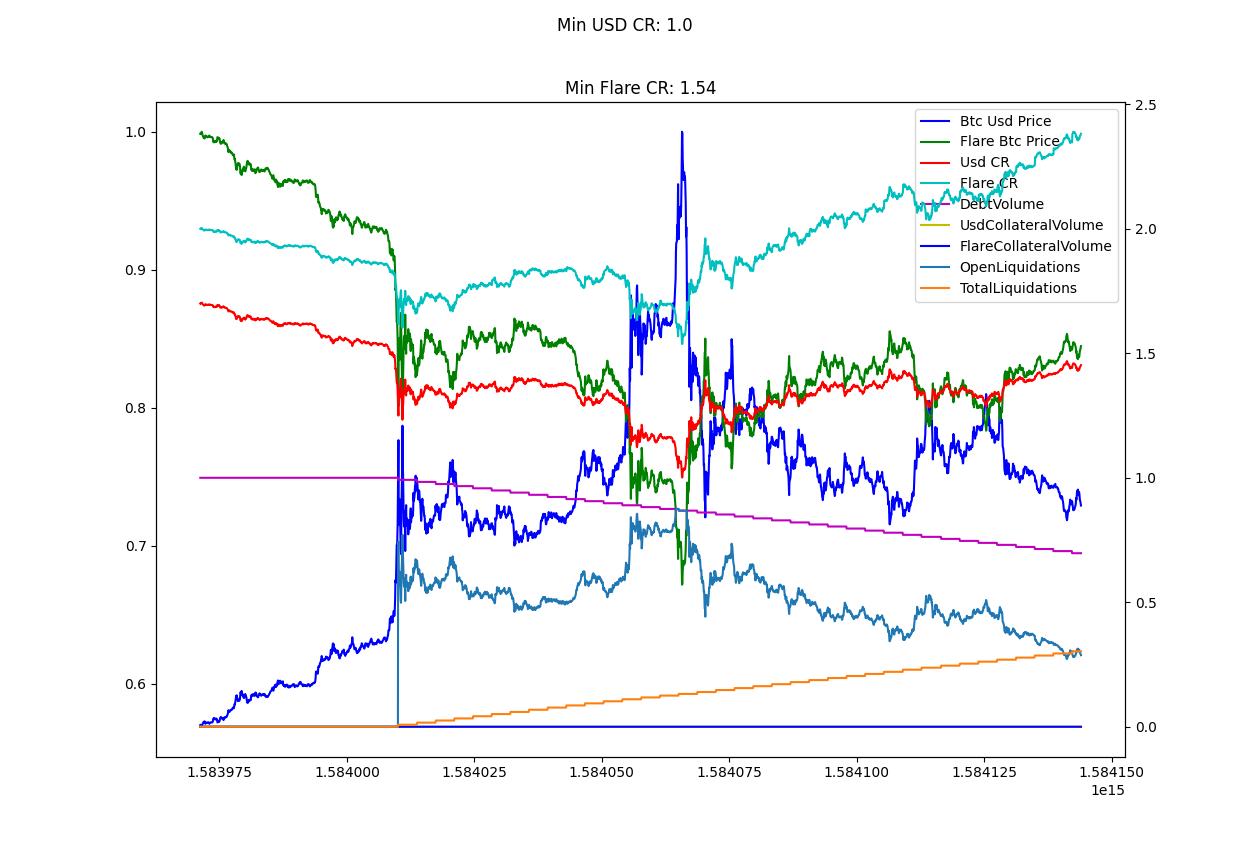 Min USD CR: 1.0
Min Flare CR: 1.54
1.0
0.9
0.8
0.7
0.6
2.5
2.0
1.5
1.0
0.5
0.0
Btc Usd Price
Flare Btc Price
Usd CR
Flare CR
DebtVolume
UsdCollateralVolume
FlareCollateralVolume
OpenLiquidations
TotalLiquidations
1.583975 1.584000 1.584025 1.584050 1.584075 1.584100 1.584125 1.584150
1e15